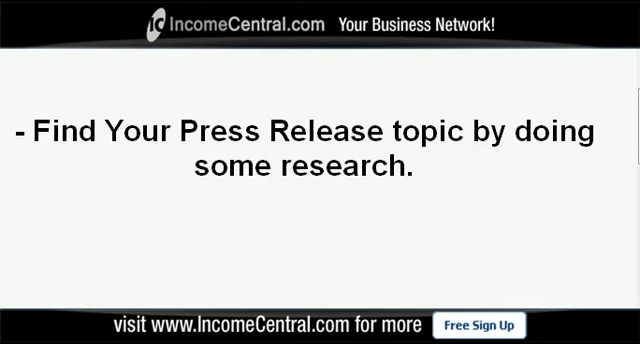 IC IncomeCentral.com Your Business Network!
- Find Your Press Release topic by doing
some research.
visit www.IncomeCentral.com for more Free Sign Up